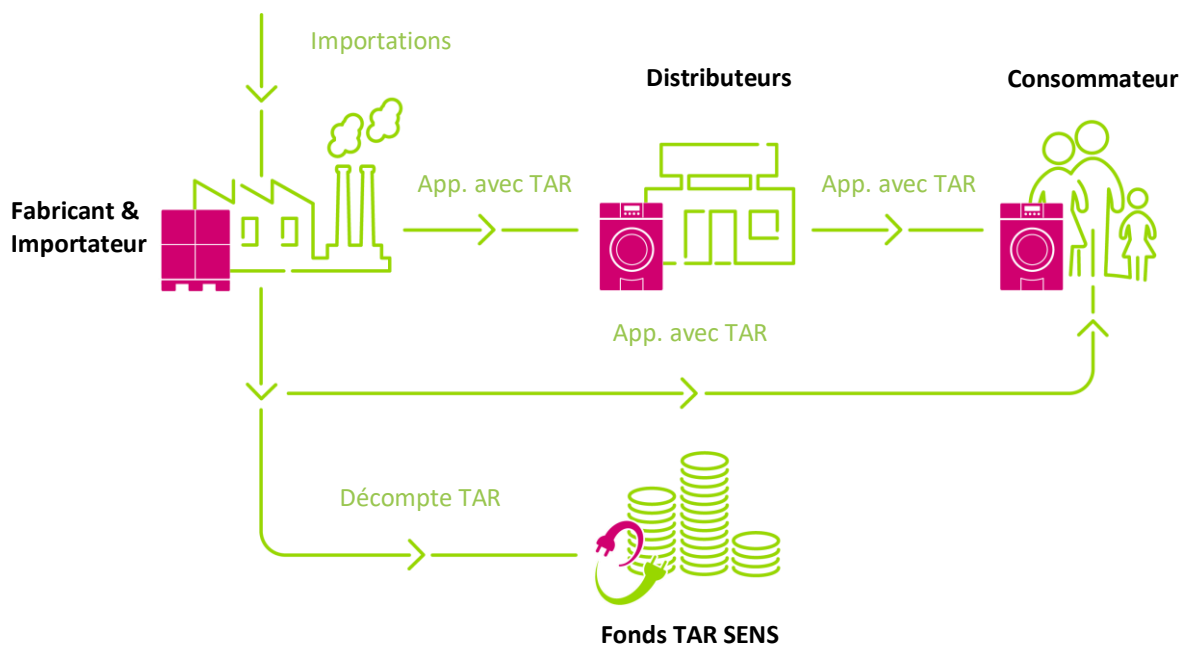 Importations
Distributeurs
Consommateur
App. avec TAR
App. avec TAR
Fabricant &
Importateur
App. avec TAR
Décompte TAR
Fonds TAR SENS